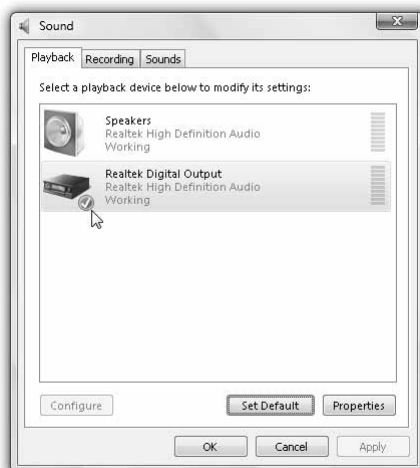 Sound
Playback Recording Sounds
Select a playback device below to modify its settings:
Speakers
Realtek High Definition Audio
Working
Realtek Digital Output
Realtek High Definition Audio
Working
Configure Set Default Properties
OK Cancel Apply